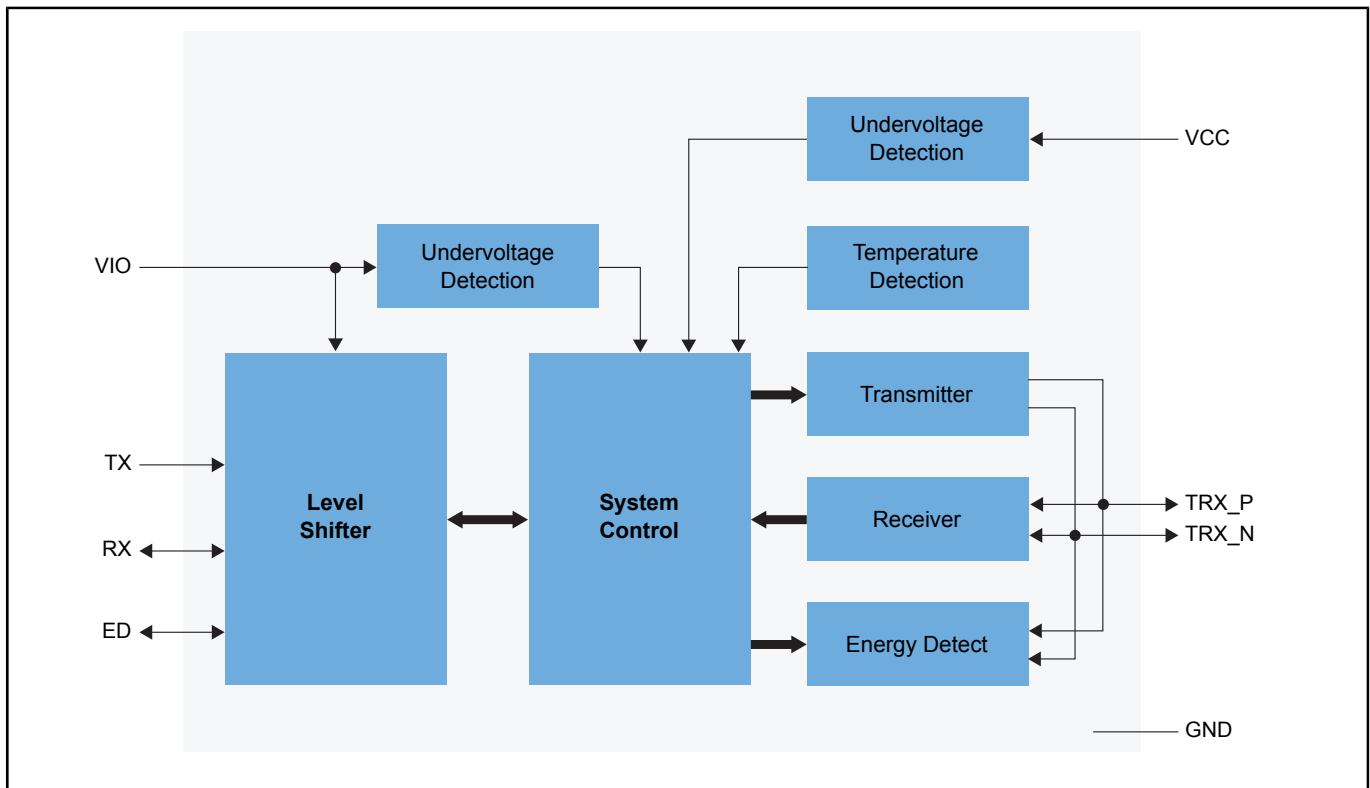 Undervoltage
Detection
VCC
Undervoltage
Detection
Temperature
Detection
VIO
Transmitter
TX
Level
Shifter
System
Control
Receiver
TRX_P
TRX_N
RX
ED
Energy Detect
GND